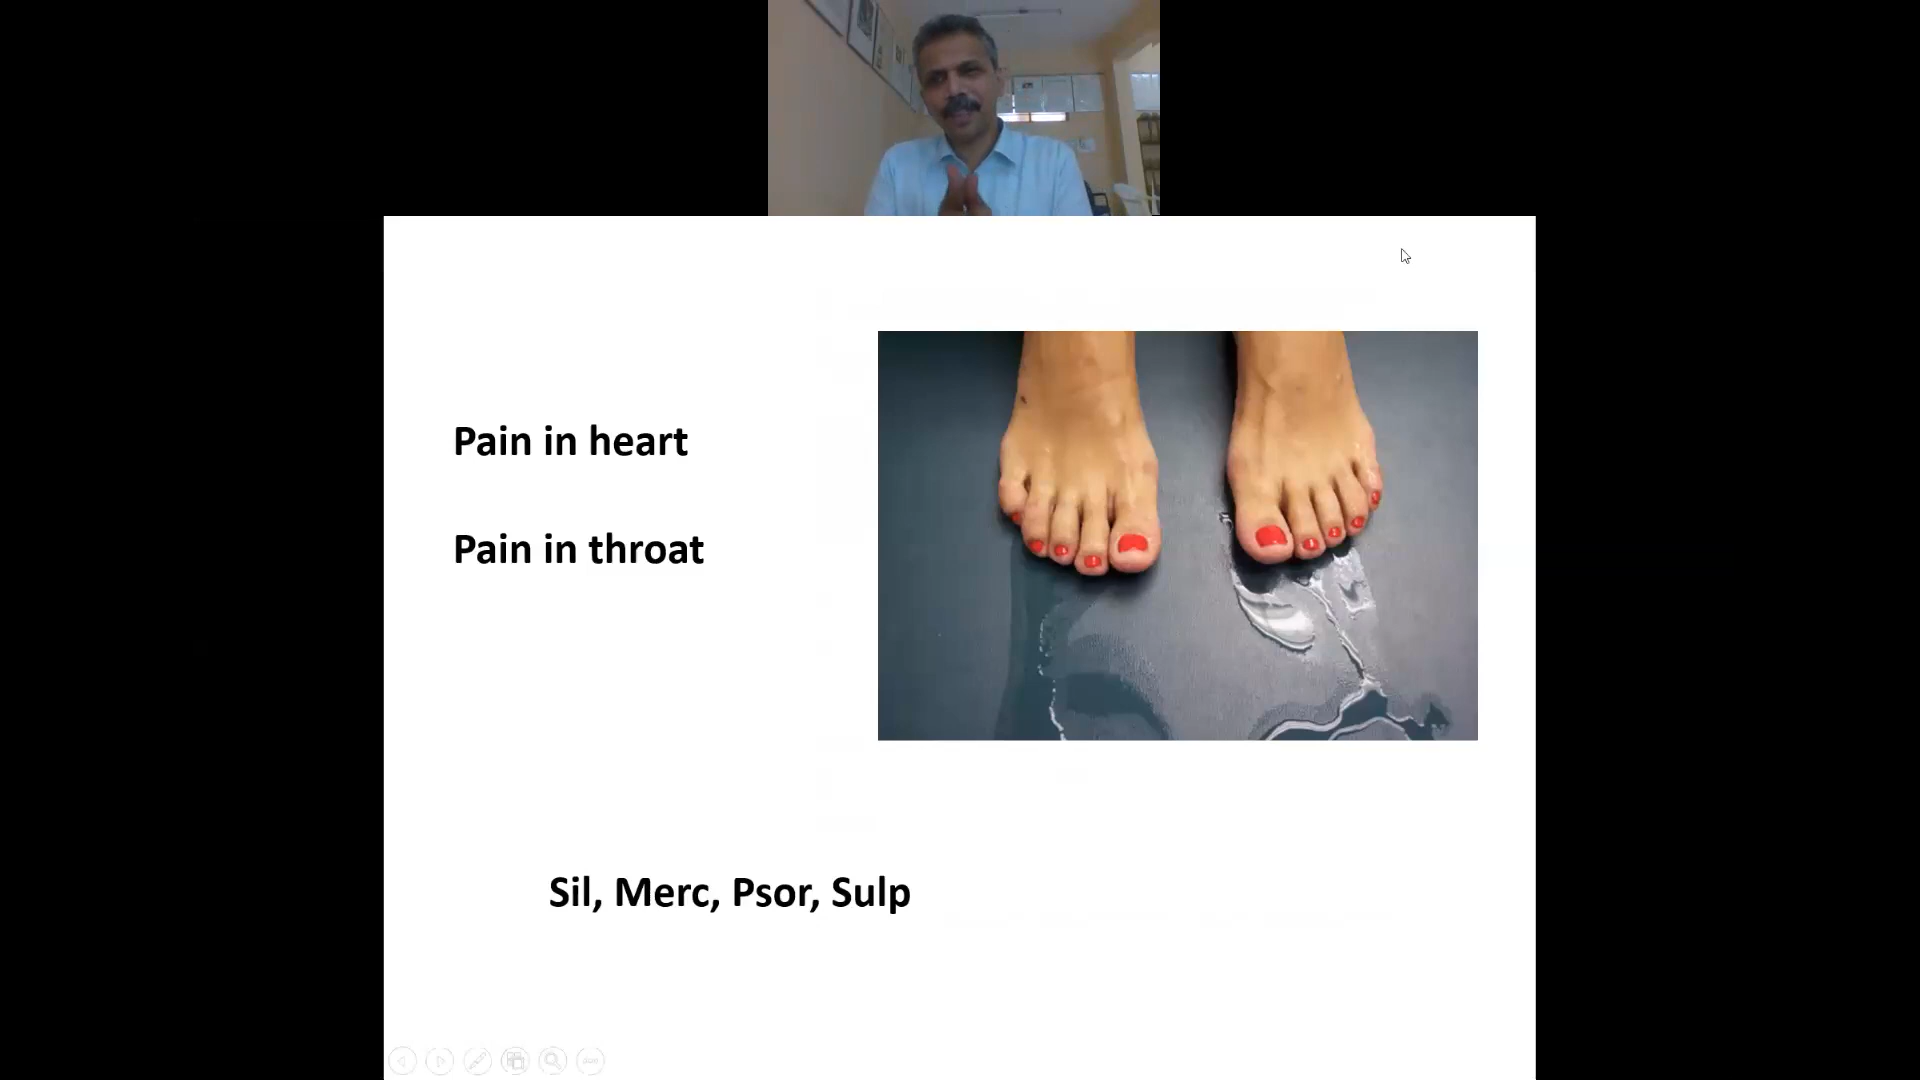 Pain in heart
Pain in throat
Sil, Merc, Psor, Sulp